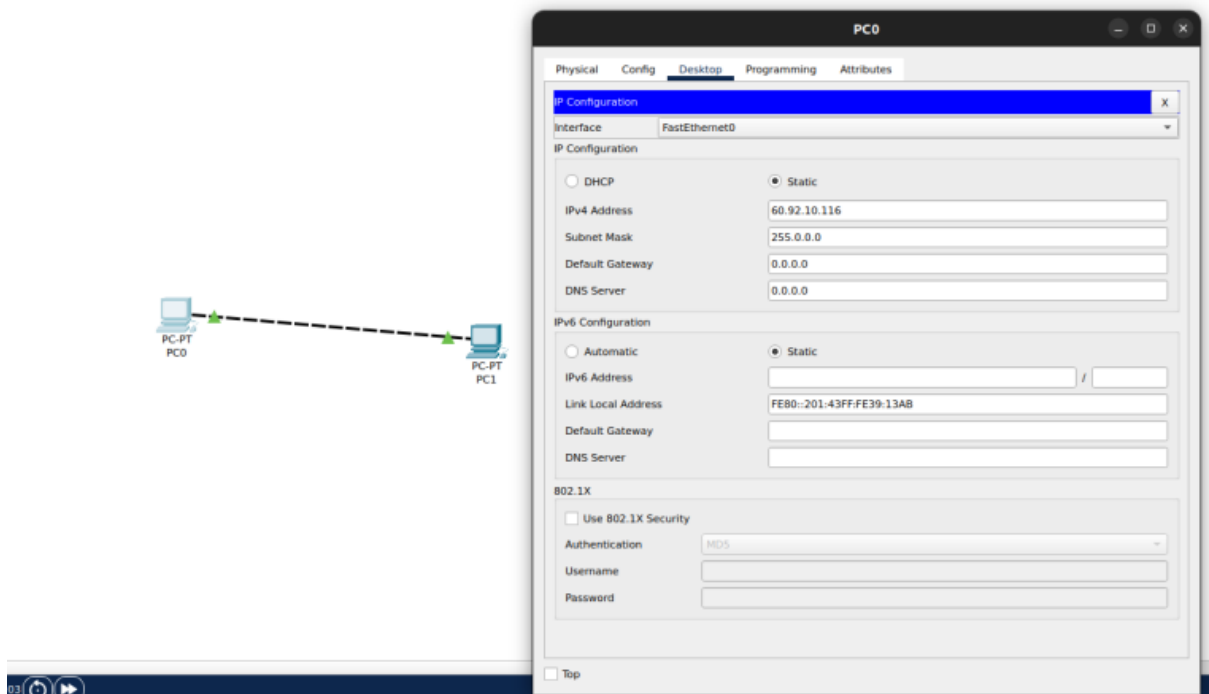 PC0
Physical Config Desktop Programming Attributes
IP Configuration X
Interface FastEthernet0
IP Configuration
DHCP Static
IPv4 Address 60.92.10.116
Subnet Mask 255.0.0.0
Default Gateway 0.0.0.0
DNS Server 0.0.0.0
IPv6 Configuration
Automatic Static
IPv6 Address /
Link Local Address FE80::201:43FF:FE39:13AB
Default Gateway
DNS Server
802.1X
Use 802.1X Security
Authentication MD5
Username
Password
Top
PC-PT
PC0
PC-PT
PC1
03